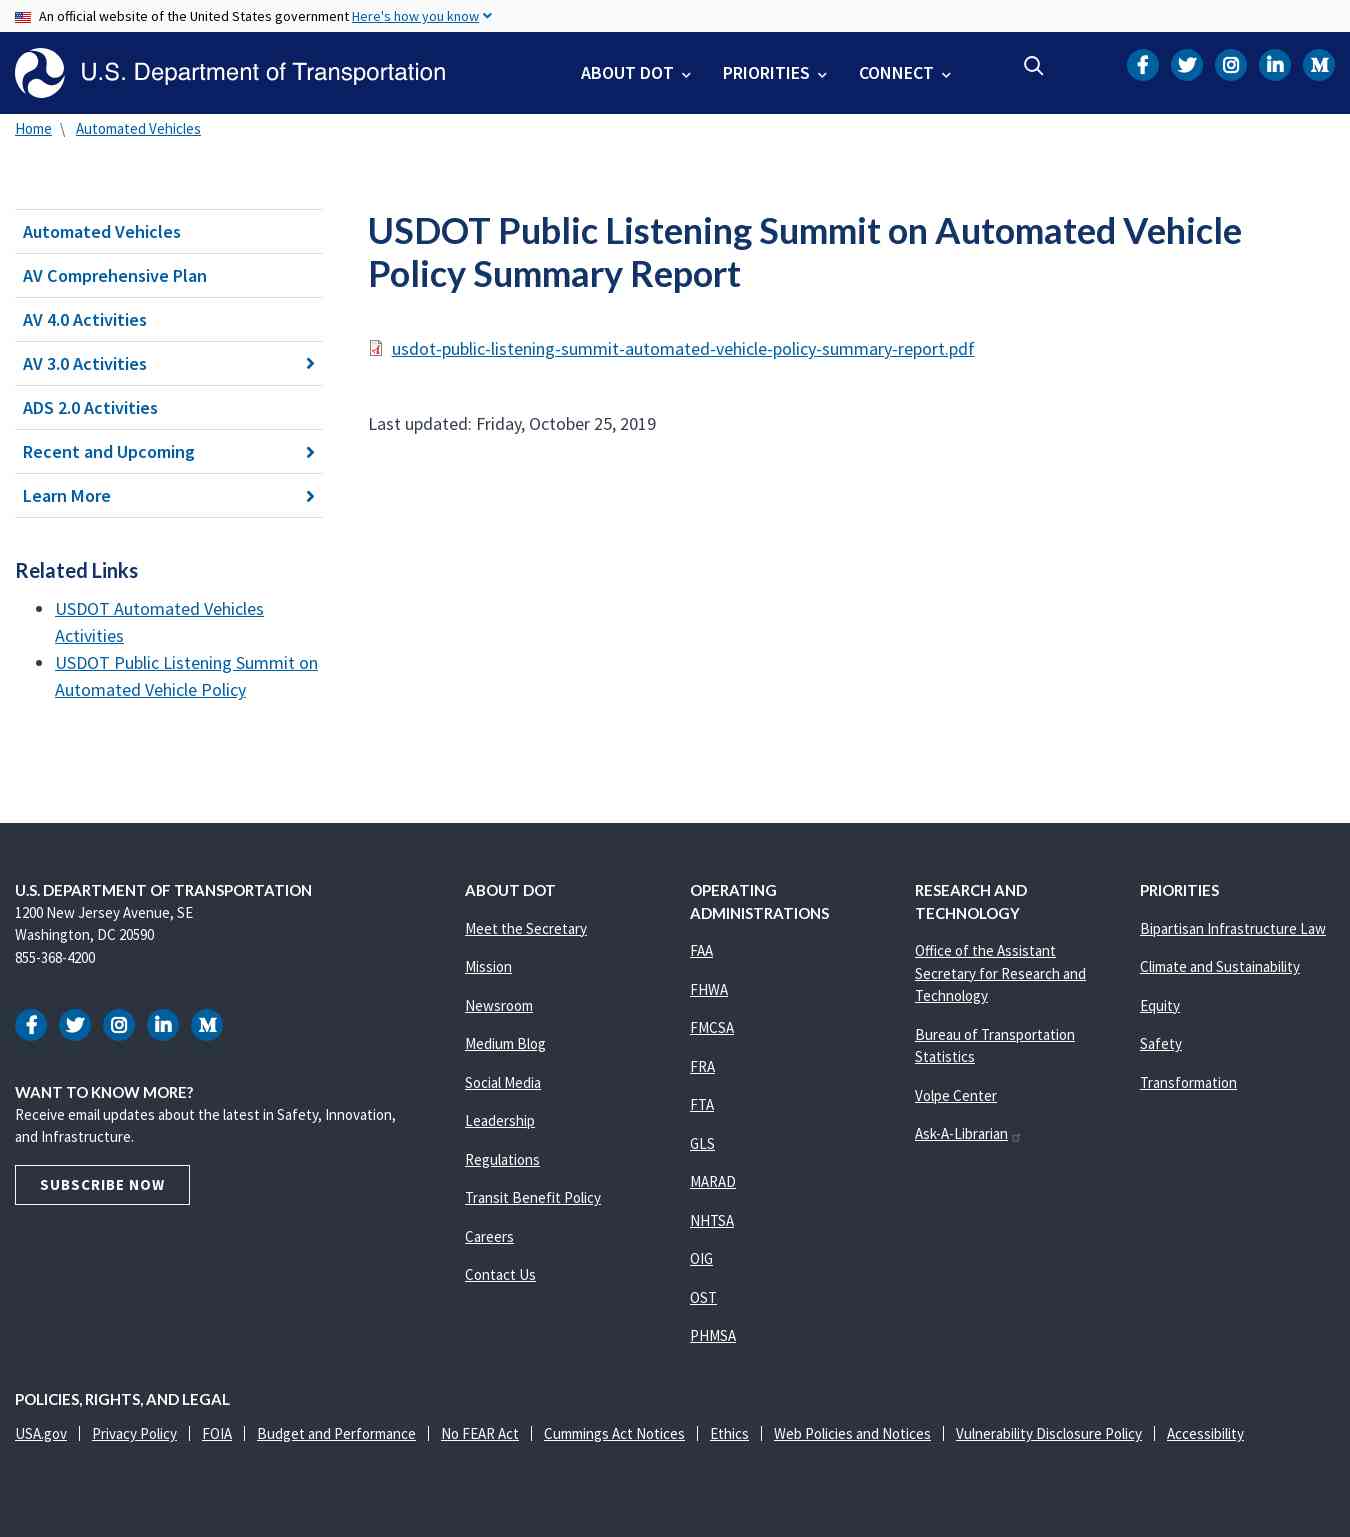 An official website of the United States government Here's how you know
U.S. Department of Transportation
ABOUT DOT
PRIORITIES
CONNECT
Home \ Automated Vehicles
Automated Vehicles
AV Comprehensive Plan
AV 4.0 Activities
AV 3.0 Activities
ADS 2.0 Activities
Recent and Upcoming
Learn More
Related Links
USDOT Automated Vehicles
Activities
USDOT Public Listening Summit on
Automated Vehicle Policy
USDOT Public Listening Summit on Automated Vehicle
Policy Summary Report
usdot-public-listening-summit-automated-vehicle-policy-summary-report.pdf
Last updated: Friday, October 25, 2019
U.S. DEPARTMENT OF TRANSPORTATION
1200 New Jersey Avenue, SE
Washington, DC 20590
855-368-4200
WANT TO KNOW MORE?
Receive email updates about the latest in Safety, Innovation,
and Infrastructure.
SUBSCRIBE NOW
ABOUT DOT
Meet the Secretary
Mission
Newsroom
Medium Blog
Social Media
Leadership
Regulations
Transit Benefit Policy
Careers
Contact Us
OPERATING
ADMINISTRATIONS
FAA
FHWA
FMCSA
FRA
FTA
GLS
MARAD
NHTSA
OIG
OST
PHMSA
RESEARCH AND
TECHNOLOGY
Office of the Assistant
Secretary for Research and
Technology
Bureau of Transportation
Statistics
Volpe Center
Ask-A-Librarian
PRIORITIES
Bipartisan Infrastructure Law
Climate and Sustainability
Equity
Safety
Transformation
POLICIES, RIGHTS, AND LEGAL
USA.gov | Privacy Policy | FOIA | Budget and Performance | No FEAR Act | Cummings Act Notices | Ethics | Web Policies and Notices | Vulnerability Disclosure Policy | Accessibility